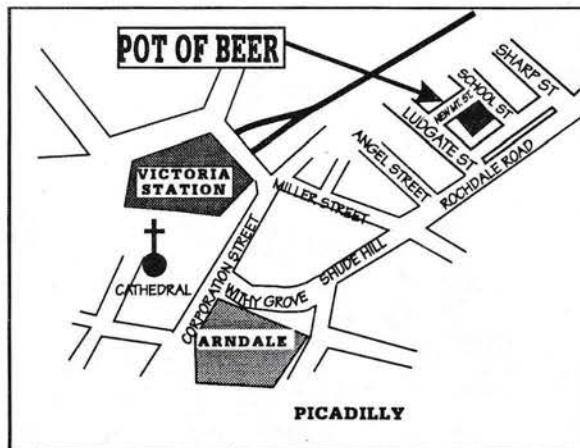 POT OF BEER
SHARP ST
SCHOOL ST
NEW MT. ST.
LUDGATE ST
ANGEL STREET
ROCHDALE ROAD
VICTORIA
STATION
MILLER STREET
CORPORATION STREET
SHUDE HILL
WITHY GROVE
CATHEDRAL
ARNDALE
PICADILLY